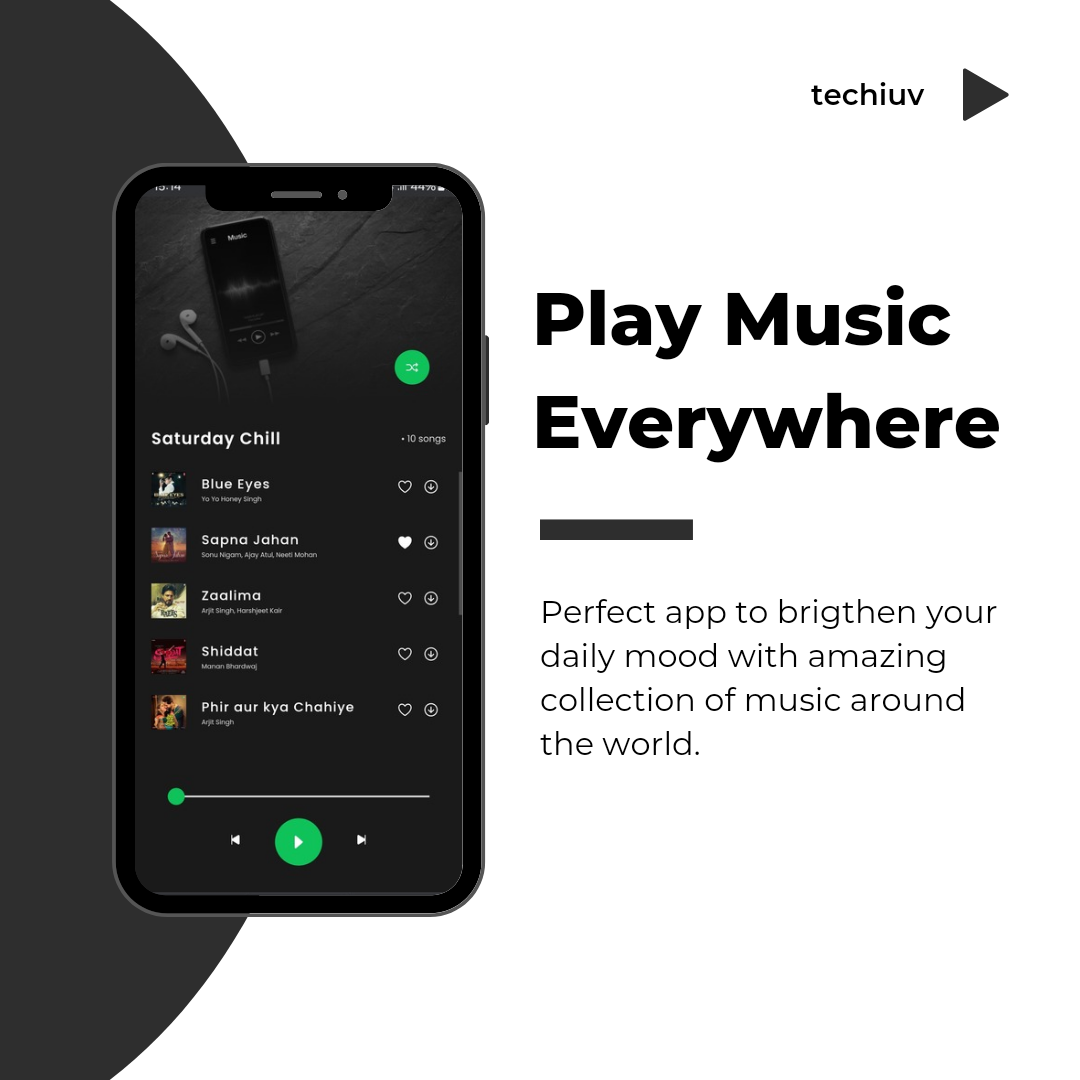 techiuv
15:14
44%
Music
Play Music
Everywhere
Saturday Chill
• 10 songs
Blue Eyes
Yo Yo Honey Singh
Sapna Jahan
Sonu Nigam, Ajay Atul, Neeti Mohan
Zaalima
Arjit Singh, Harshjeet Kair
Shiddat
Manan Bhardwaj
Phir aur kya Chahiye
Arjit Singh
Perfect app to brigthen your
daily mood with amazing
collection of music around
the world.